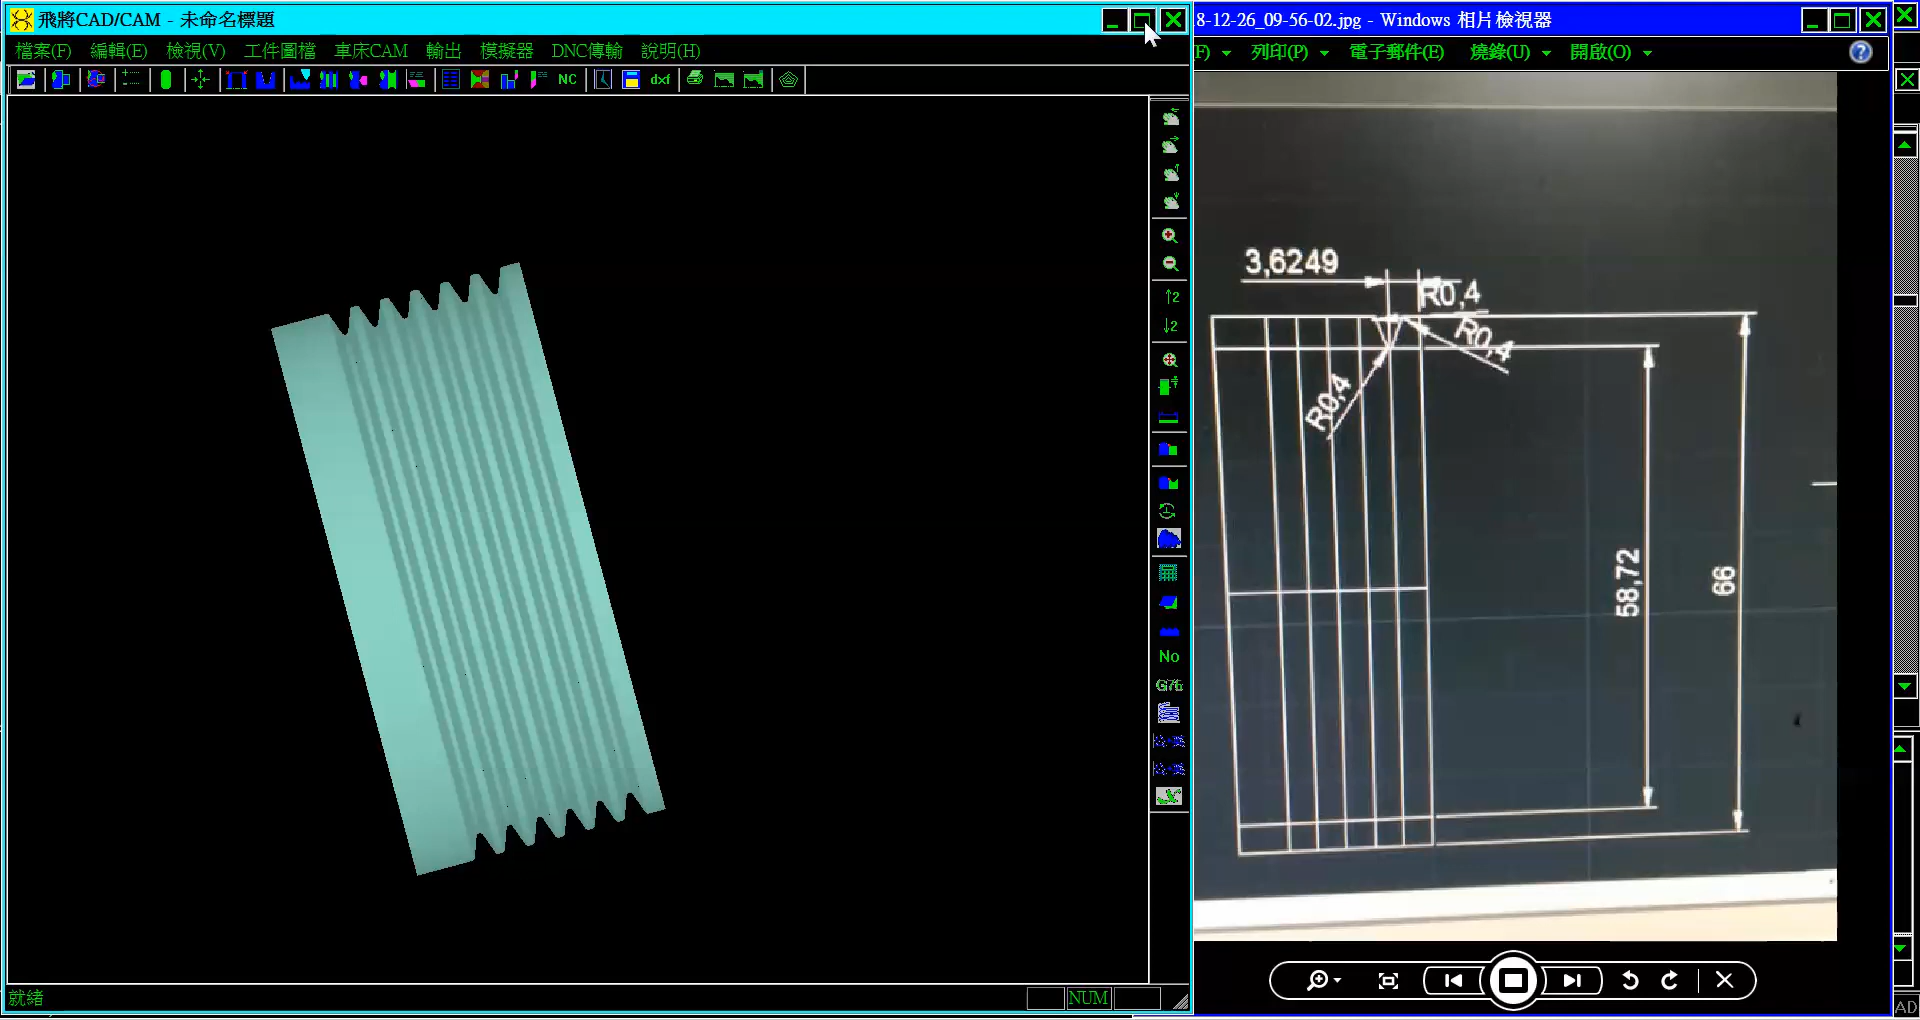 飛將CAD/CAM - 未命名標題
檔案(F) 編輯(E) 檢視(V) 工件圖檔 車床CAM 輸出 模擬器 DNC傳輸 說明(H)
NC dxf
2
2
No
G76
就緒
NUM
8-12-26_09-56-02.jpg - Windows 相片檢視器
F) 列印(P) 電子郵件(E) 燒錄(U) 開啟(O)
3,6249
R0,4
R0,4
R0,4
58,72
66
AD